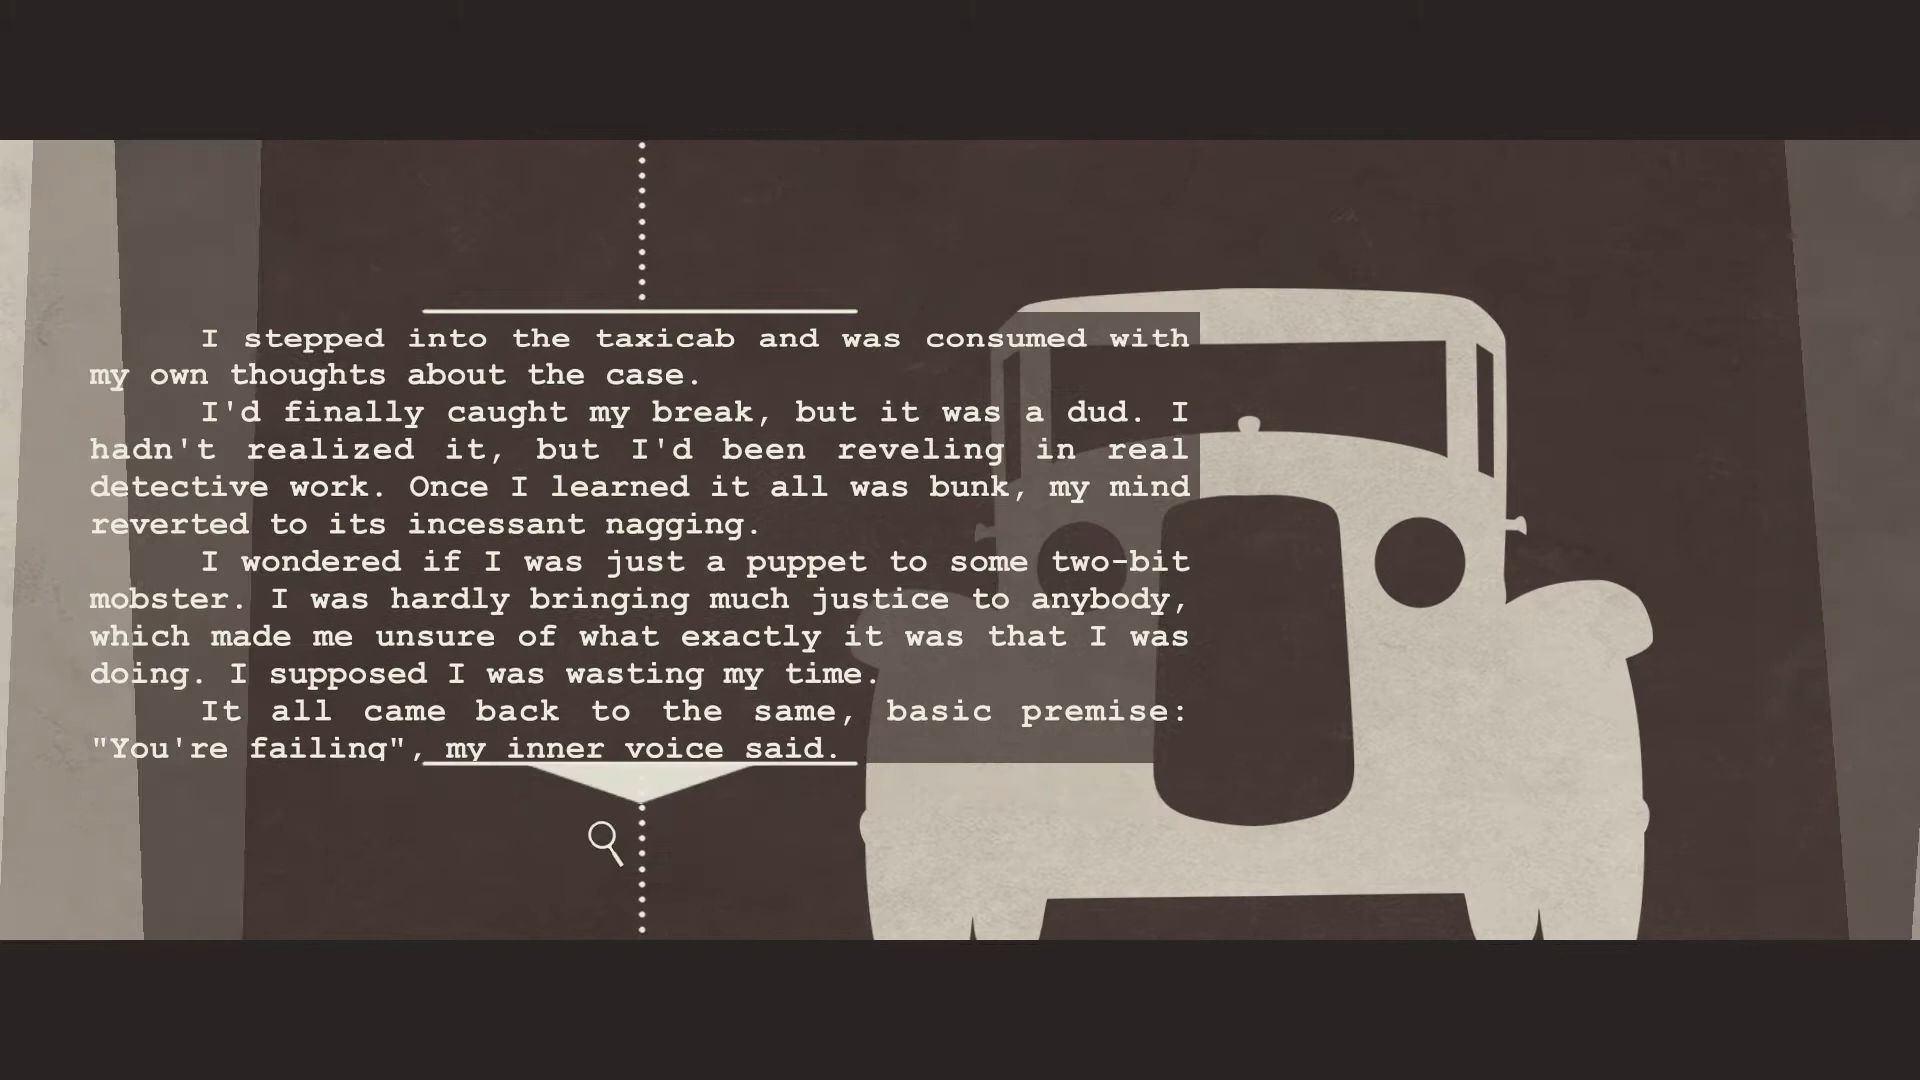 I stepped into the taxicab and was consumed with
my own thoughts about the case.
I'd finally caught my break, but it was a dud. I
hadn't realized it, but I'd been reveling in real
detective work. Once I learned it all was bunk, my mind
reverted to its incessant nagging.
I wondered if I was just a puppet to some two-bit
mobster. I was hardly bringing much justice to anybody,
which made me unsure of what exactly it was that I was
doing. I supposed I was wasting my time.
It all came back to the same, basic premise:
"You're failing", my inner voice said.